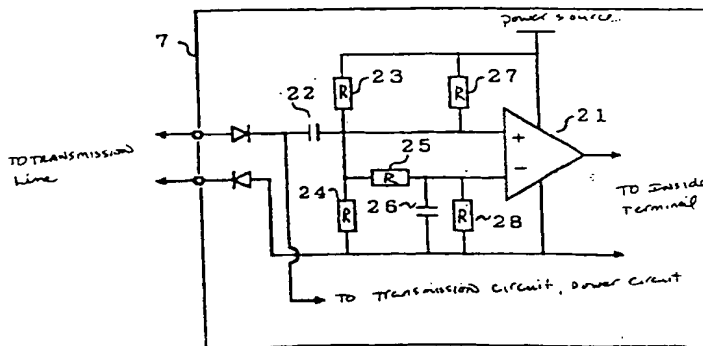 power source...
7
23
27
22
21
+
TO TRANSMISSION
Line
25
−
24
26
28
TO Inside
Terminal
TO Transmission circuit, power circuit
R
R
R
R
R